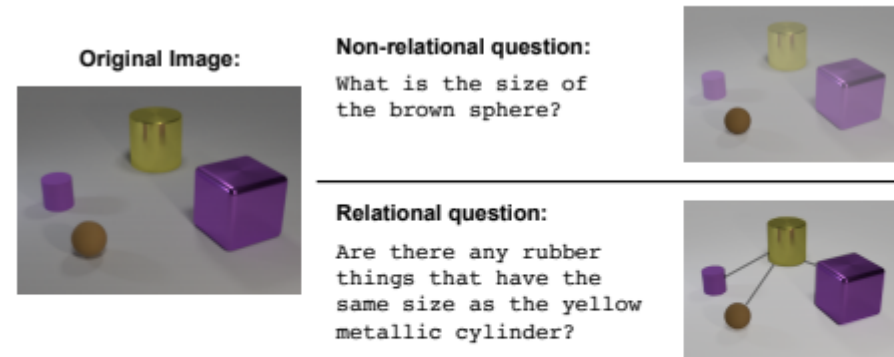 Original Image:
Non-relational question:
What is the size of
the brown sphere?
Relational question:
Are there any rubber
things that have the
same size as the yellow
metallic cylinder?